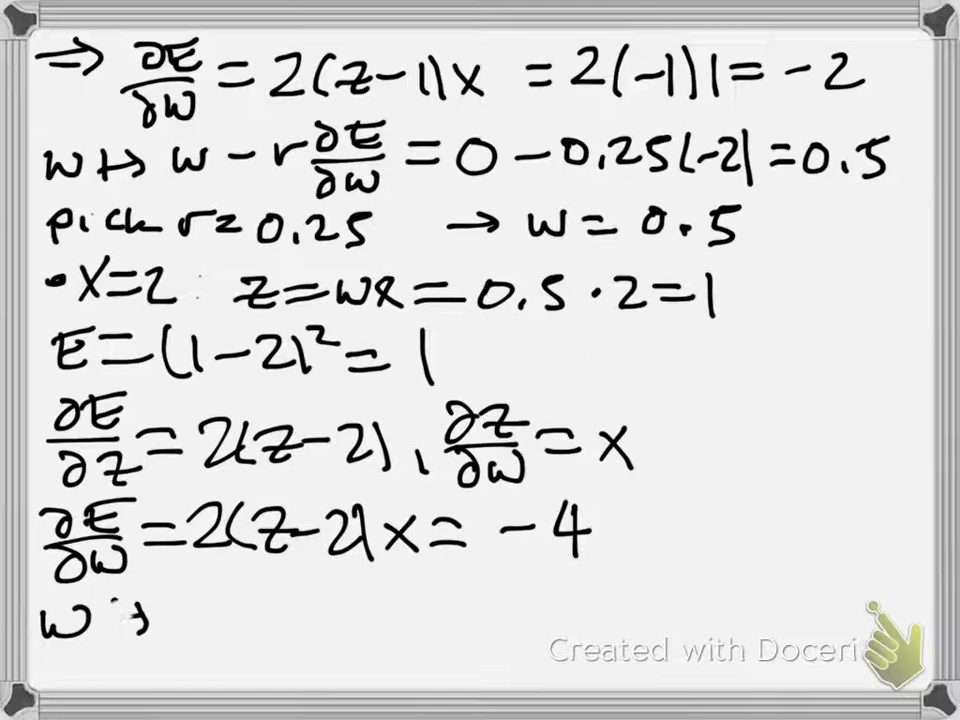 ⇒ ∂E/∂w = 2(z-1)x = 2(-1)1 = -2
w ↦ w - r ∂E/∂w = 0 - 0.25(-2) = 0.5
pick r = 0.25 → w = 0.5
• x = 2 z = wx = 0.5 · 2 = 1
E = (1-2)² = 1
∂E/∂z = 2(z-2), ∂z/∂w = x
∂E/∂w = 2(z-2)x = -4
w →
Created with Doceri